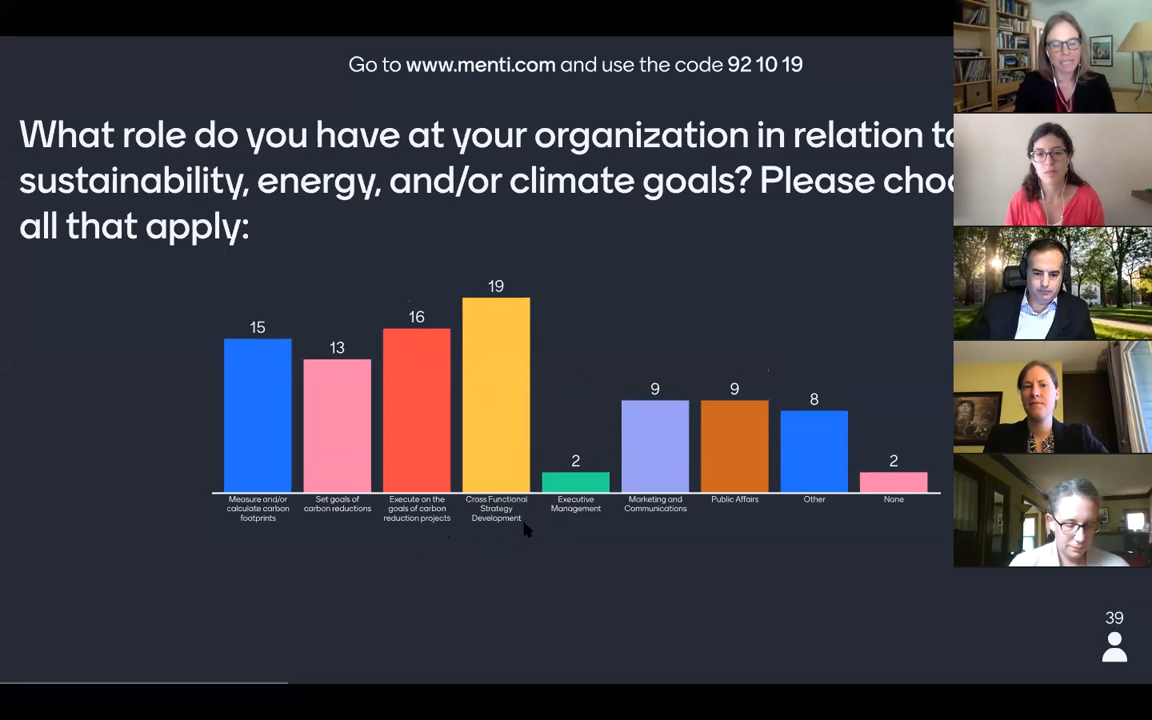 Go to www.menti.com and use the code 92 10 19
What role do you have at your organization in relation
sustainability, energy, and/or climate goals? Please
all that apply:
15
13
16
19
2
9
9
8
2
Measure and/or
calculate carbon
footprints
Set goals of
carbon reductions
Execute on the
goals of carbon
reduction projects
Cross Functional
Strategy
Development
Executive
Management
Marketing and
Communications
Public Affairs
Other
None
39